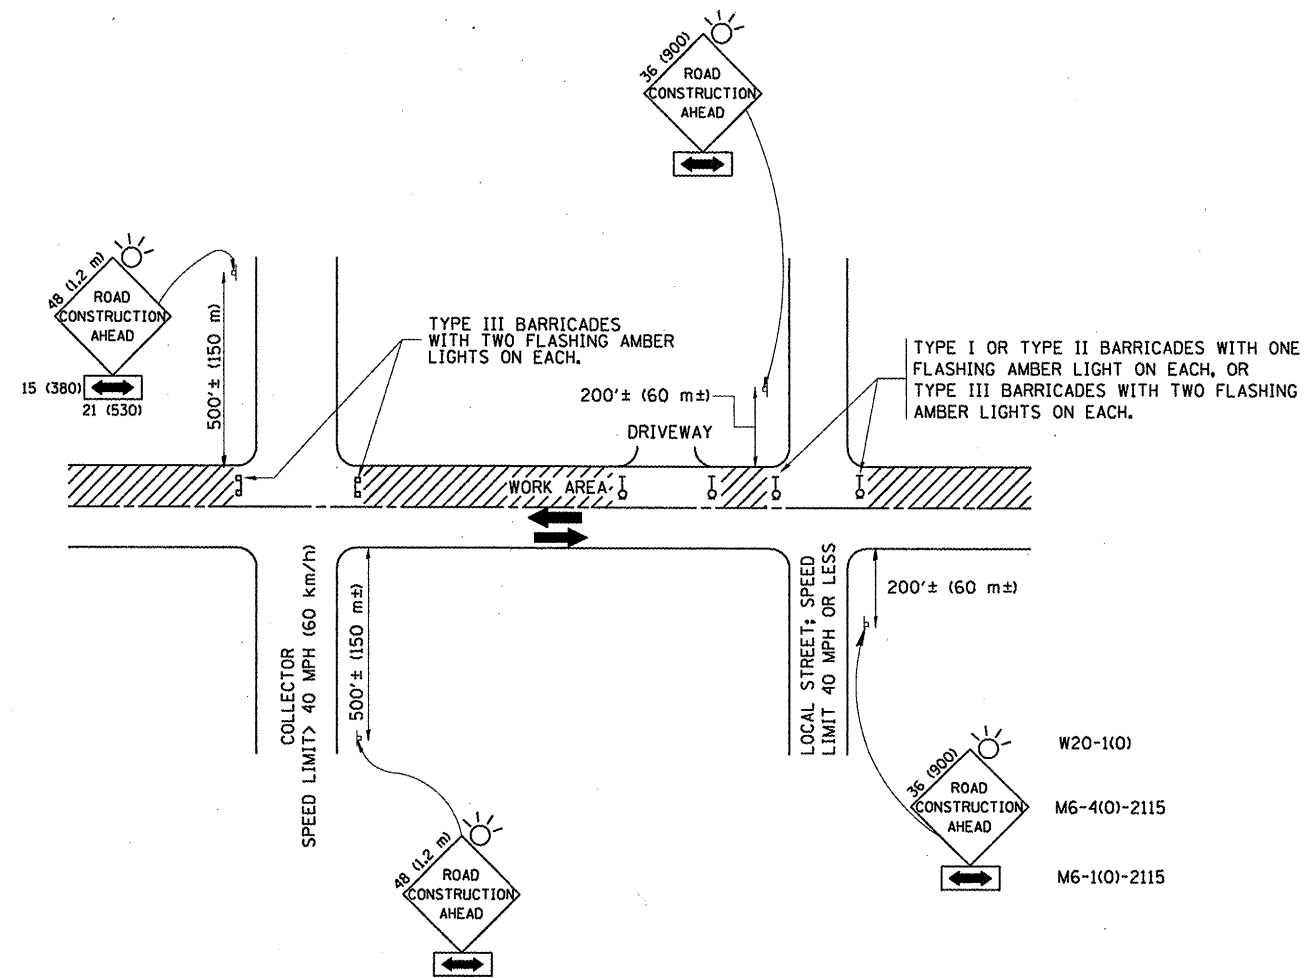 36 (900)
ROAD
CONSTRUCTION
AHEAD
48 (1.2 m)
ROAD
CONSTRUCTION
AHEAD
15 (380)
21 (530)
500'± (150 m)
TYPE III BARRICADES
WITH TWO FLASHING AMBER
LIGHTS ON EACH.
200'± (60 m±)
DRIVEWAY
TYPE I OR TYPE II BARRICADES WITH ONE
FLASHING AMBER LIGHT ON EACH, OR
TYPE III BARRICADES WITH TWO FLASHING
AMBER LIGHTS ON EACH.
WORK AREA
COLLECTOR
SPEED LIMIT> 40 MPH (60 km/h)
500'± (150 m±)
LOCAL STREET; SPEED
LIMIT 40 MPH OR LESS
200'± (60 m±)
48 (1.2 m)
ROAD
CONSTRUCTION
AHEAD
36 (900)
ROAD
CONSTRUCTION
AHEAD
W20-1(O)
M6-4(O)-2115
M6-1(O)-2115